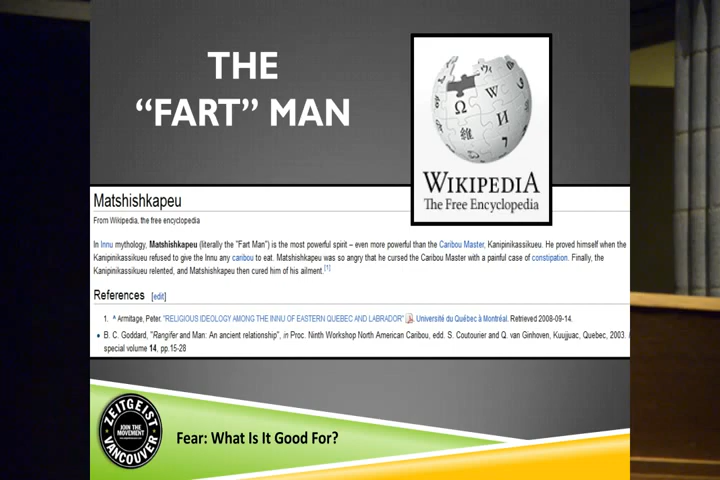 THE
“FART” MAN
WIKIPEDIA
The Free Encyclopedia
Matshishkapeu
From Wikipedia, the free encyclopedia
In Innu mythology, Matshishkapeu (literally the "Fart Man") is the most powerful spirit – even more powerful than the Caribou Master, Kanipinikassikueu. He proved himself when the
Kanipinikassikueu refused to give the Innu any caribou to eat. Matshishkapeu was so angry that he cursed the Caribou Master with a painful case of constipation. Finally, the
Kanipinikassikueu relented, and Matshishkapeu then cured him of his ailment.[1]
References [edit]
1. ^ Armitage, Peter. "RELIGIOUS IDEOLOGY AMONG THE INNU OF EASTERN QUEBEC AND LABRADOR" Université du Québec à Montréal. Retrieved 2008-09-14.
• B. C. Goddard, "Rangifer and Man: An ancient relationship", in Proc. Ninth Workshop North American Caribou, edd. S. Coutourier and Q. van Ginhoven, Kuujjuac, Quebec, 2003.
special volume 14, pp.15-28
ZEITGEIST
JOIN THE
MOVEMENT
VANCOUVER
Fear: What Is It Good For?